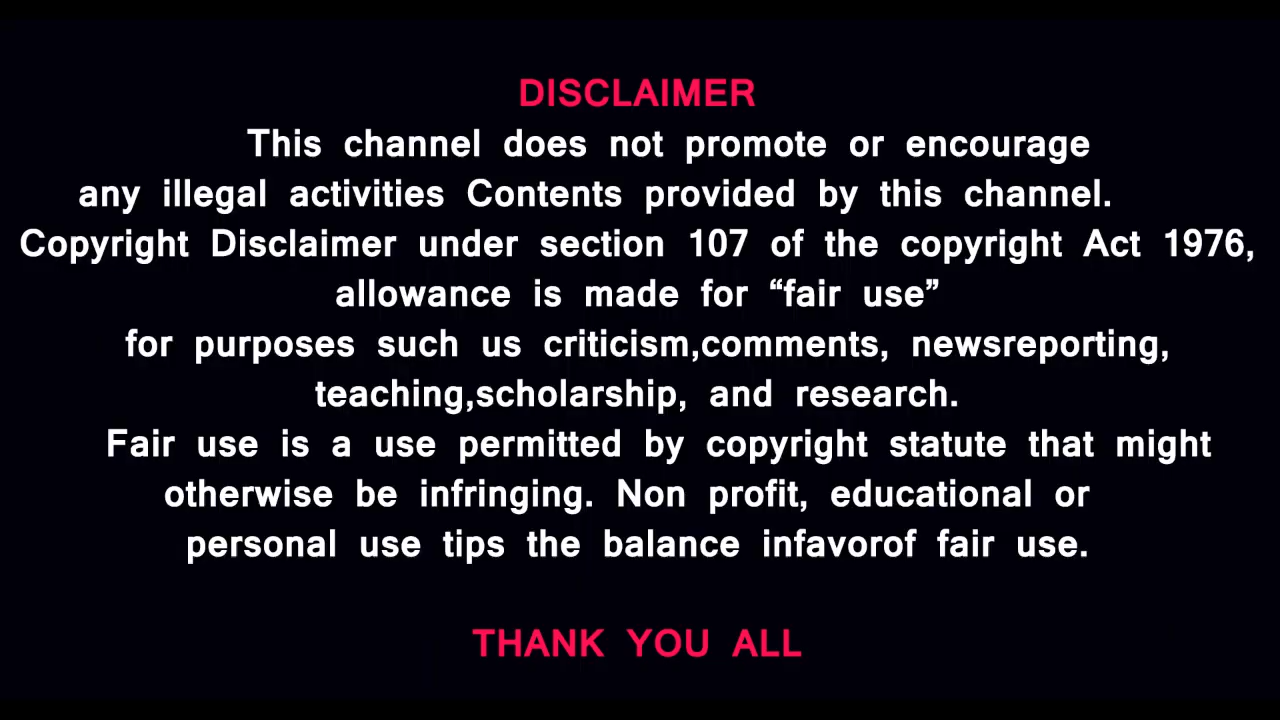 DISCLAIMER
This channel does not promote or encourage
any illegal activities Contents provided by this channel.
Copyright Disclaimer under section 107 of the copyright Act 1976,
allowance is made for “fair use”
for purposes such us criticism,comments, newsreporting,
teaching,scholarship, and research.
Fair use is a use permitted by copyright statute that might
otherwise be infringing. Non profit, educational or
personal use tips the balance infavorof fair use.
THANK YOU ALL